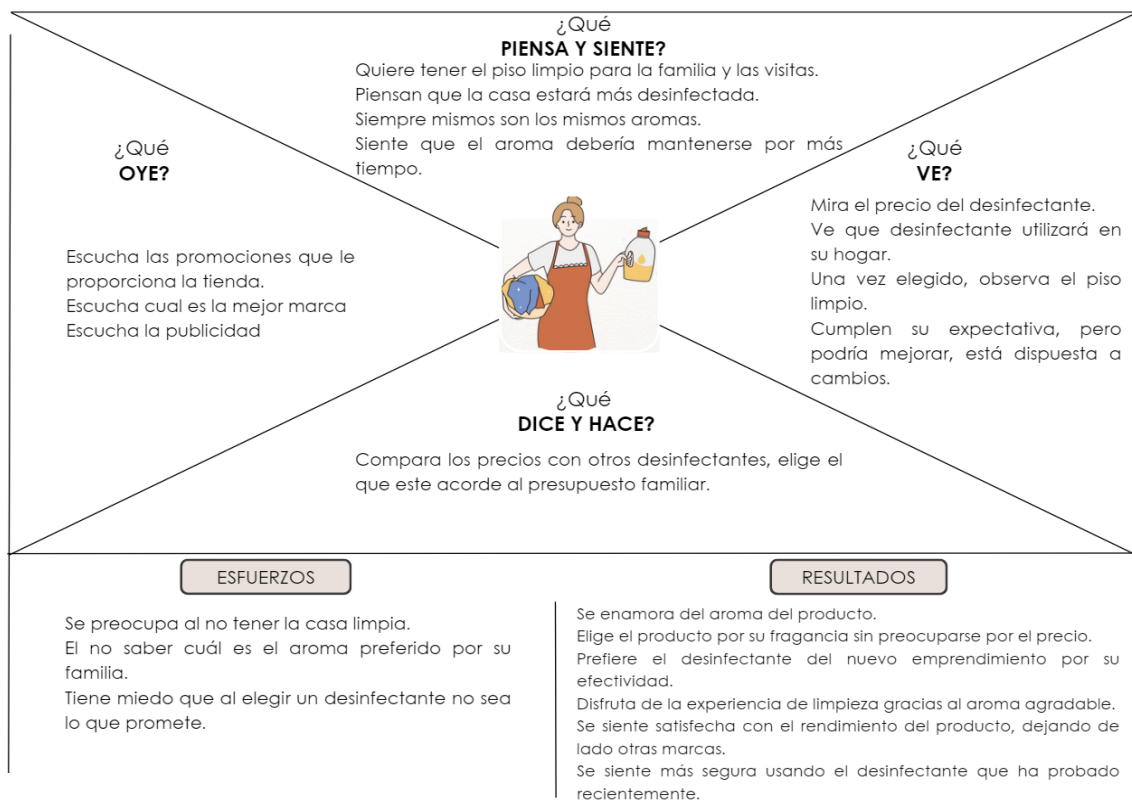 ¿Qué
PIENSA Y SIENTE?
Quiere tener el piso limpio para la familia y las visitas.
Piensan que la casa estará más desinfectada.
Siempre mismos son los mismos aromas.
Siente que el aroma debería mantenerse por más
tiempo.
¿Qué
OYE?
Escucha las promociones que le
proporciona la tienda.
Escucha cual es la mejor marca
Escucha la publicidad
¿Qué
VE?
Mira el precio del desinfectante.
Ve que desinfectante utilizará en
su hogar.
Una vez elegido, observa el piso
limpio.
Cumplen su expectativa, pero
podría mejorar, está dispuesta a
cambios.
¿Qué
DICE Y HACE?
Compara los precios con otros desinfectantes, elige el
que este acorde al presupuesto familiar.
ESFUERZOS
Se preocupa al no tener la casa limpia.
El no saber cuál es el aroma preferido por su
familia.
Tiene miedo que al elegir un desinfectante no sea
lo que promete.
RESULTADOS
Se enamora del aroma del producto.
Elige el producto por su fragancia sin preocuparse por el precio.
Prefiere el desinfectante del nuevo emprendimiento por su
efectividad.
Disfruta de la experiencia de limpieza gracias al aroma agradable.
Se siente satisfecha con el rendimiento del producto, dejando de
lado otras marcas.
Se siente más segura usando el desinfectante que ha probado
recientemente.